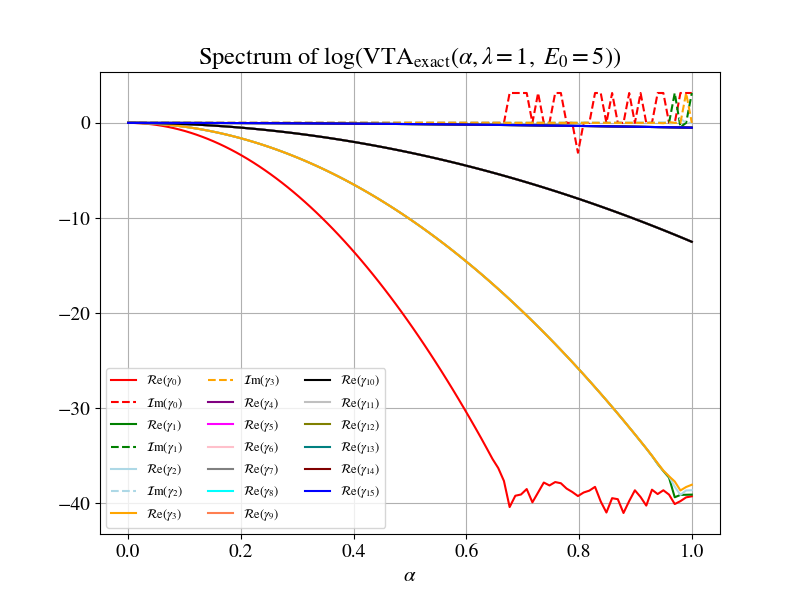 Spectrum of log(VTA_exact(α, λ = 1, E_0 = 5))
0
−10
−20
−30
−40
0.0 0.2 0.4 0.6 0.8 1.0
α
ℛe(γ_0) ℐm(γ_3) ℛe(γ_10)
ℐm(γ_0) ℛe(γ_4) ℛe(γ_11)
ℛe(γ_1) ℛe(γ_5) ℛe(γ_12)
ℐm(γ_1) ℛe(γ_6) ℛe(γ_13)
ℛe(γ_2) ℛe(γ_7) ℛe(γ_14)
ℐm(γ_2) ℛe(γ_8) ℛe(γ_15)
ℛe(γ_3) ℛe(γ_9)